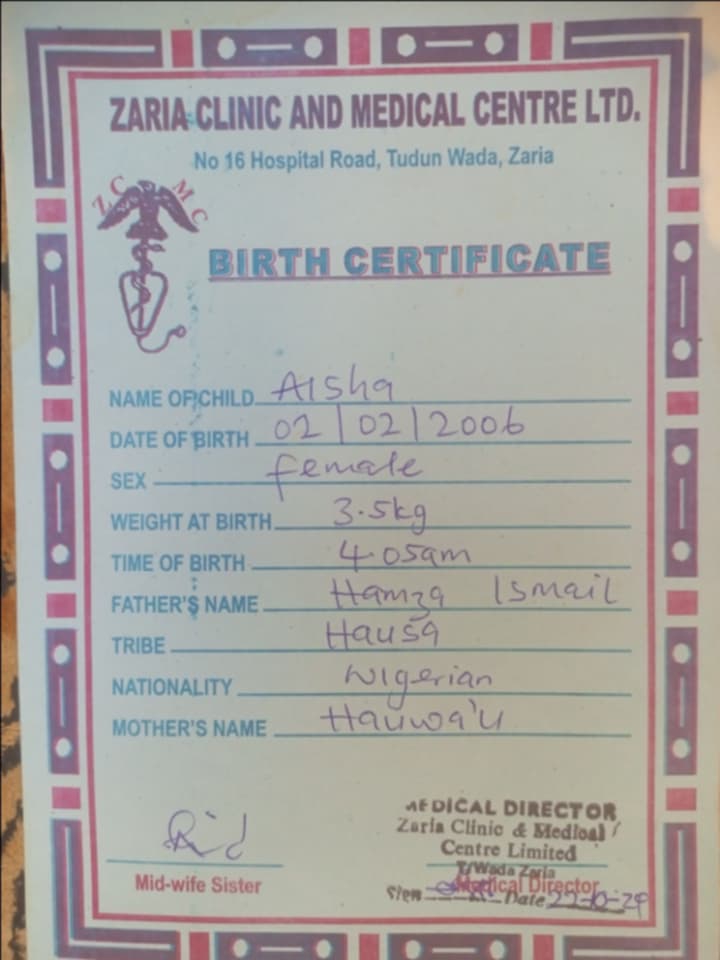 ZARIA CLINIC AND MEDICAL CENTRE LTD.
No 16 Hospital Road, Tudun Wada, Zaria
Z C M C
BIRTH CERTIFICATE
NAME OF CHILD Aisha
DATE OF BIRTH 02/02/2006
SEX female
WEIGHT AT BIRTH 3.5kg
TIME OF BIRTH 4.05am
FATHER'S NAME Hamza Ismail
TRIBE Hausa
NATIONALITY Nigerian
MOTHER'S NAME Hauwa'u
MEDICAL DIRECTOR
Zaria Clinic & Medical
Centre Limited
T/Wada Zaria
Mid-wife Sister Medical Director
Sign Date